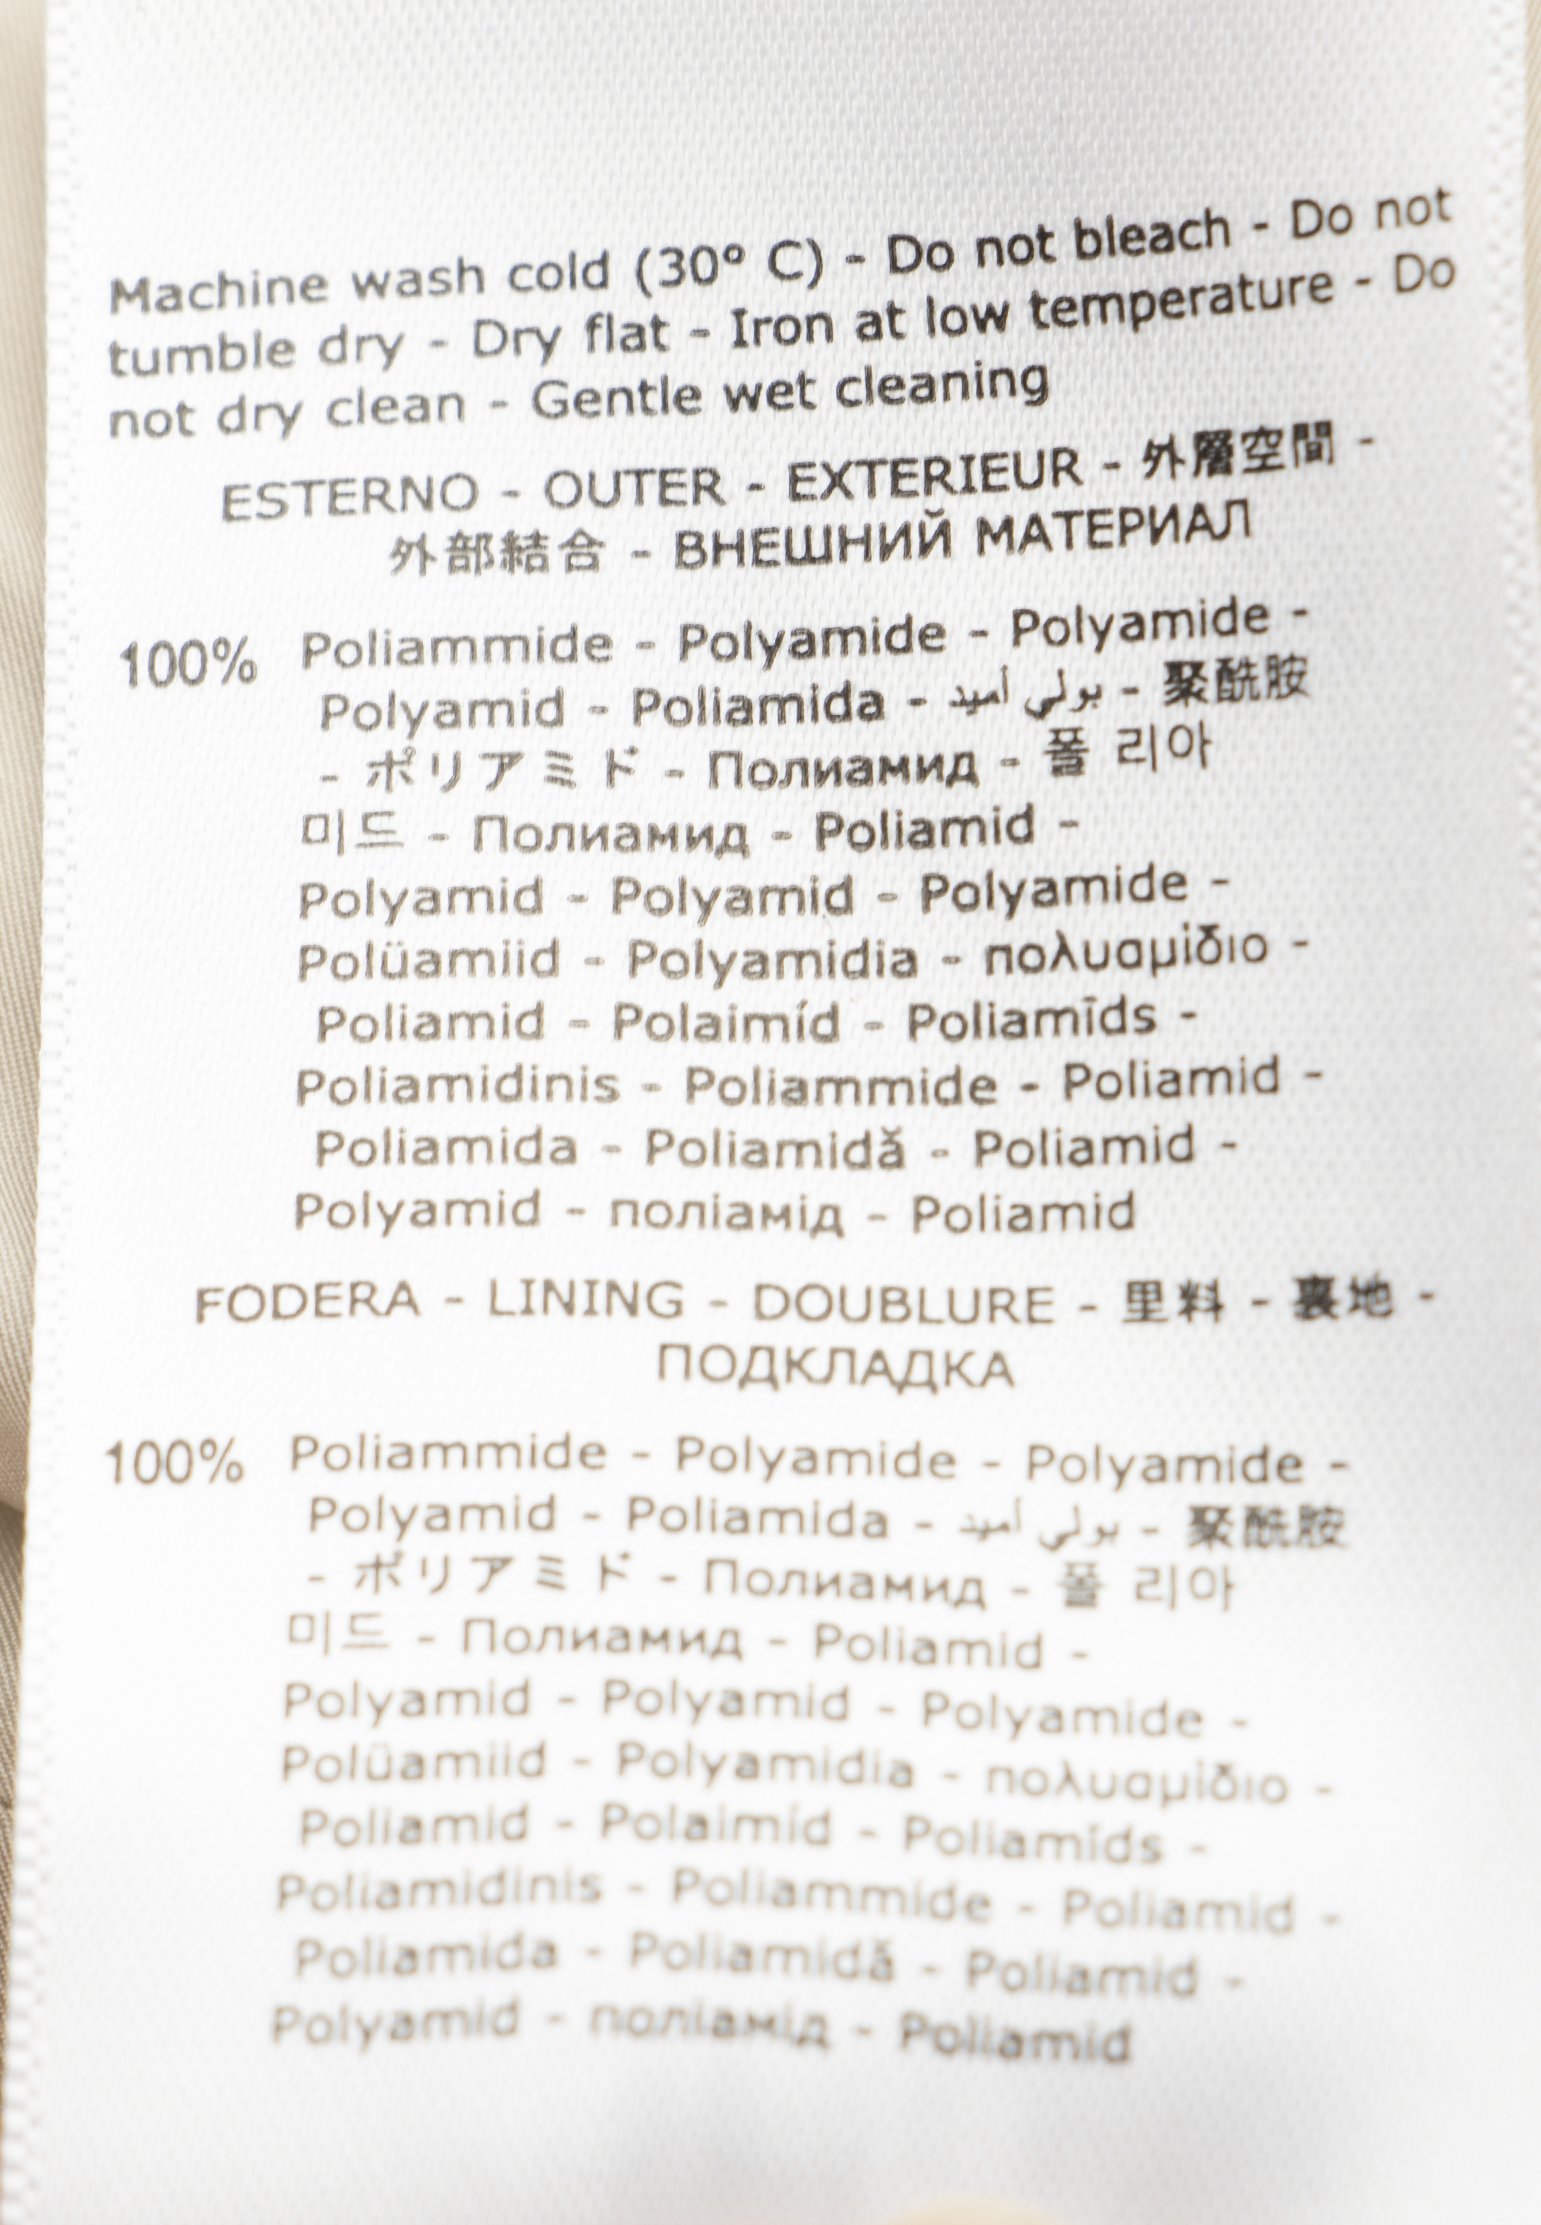 Machine wash cold (30° C) - Do not bleach - Do not
tumble dry - Dry flat - Iron at low temperature - Do
not dry clean - Gentle wet cleaning
ESTERNO - OUTER - EXTERIEUR - 外層空間 -
外部結合 - ВНЕШНИЙ МАТЕРИАЛ
100% Poliammide - Polyamide - Polyamide -
Polyamid - Poliamida - بولي أميد - 聚酰胺
- ポリアミド - Полиамид - 폴 리아
미드 - Полиамид - Poliamid -
Polyamid - Polyamid - Polyamide -
Polüamiid - Polyamidia - πολυαμίδιο -
Poliamid - Polaimíd - Poliamīds -
Poliamidinis - Poliammide - Poliamid -
Poliamida - Poliamidă - Poliamid -
Polyamid - поліамід - Poliamid
FODERA - LINING - DOUBLURE - 里料 - 裏地 -
ПОДКЛАДКА
100% Poliammide - Polyamide - Polyamide -
Polyamid - Poliamida - بولي أميد - 聚酰胺
- ポリアミド - Полиамид - 폴 리아
미드 - Полиамид - Poliamid -
Polyamid - Polyamid - Polyamide -
Polüamiid - Polyamidia - πολυαμίδιο -
Poliamid - Polaimíd - Poliamīds -
Poliamidinis - Poliammide - Poliamid -
Poliamida - Poliamidă - Poliamid -
Polyamid - поліамід - Poliamid